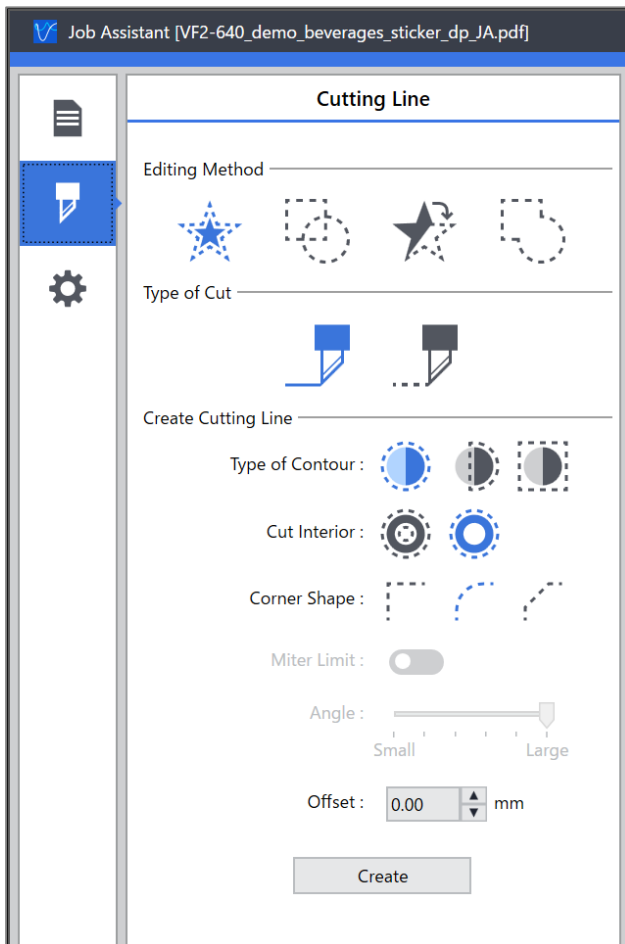 Job Assistant [VF2-640_demo_beverages_sticker_dp_JA.pdf]
Cutting Line
Editing Method
Type of Cut
Create Cutting Line
Type of Contour :
Cut Interior :
Corner Shape :
Miter Limit :
Angle :
Small Large
Offset : 0.00 mm
Create